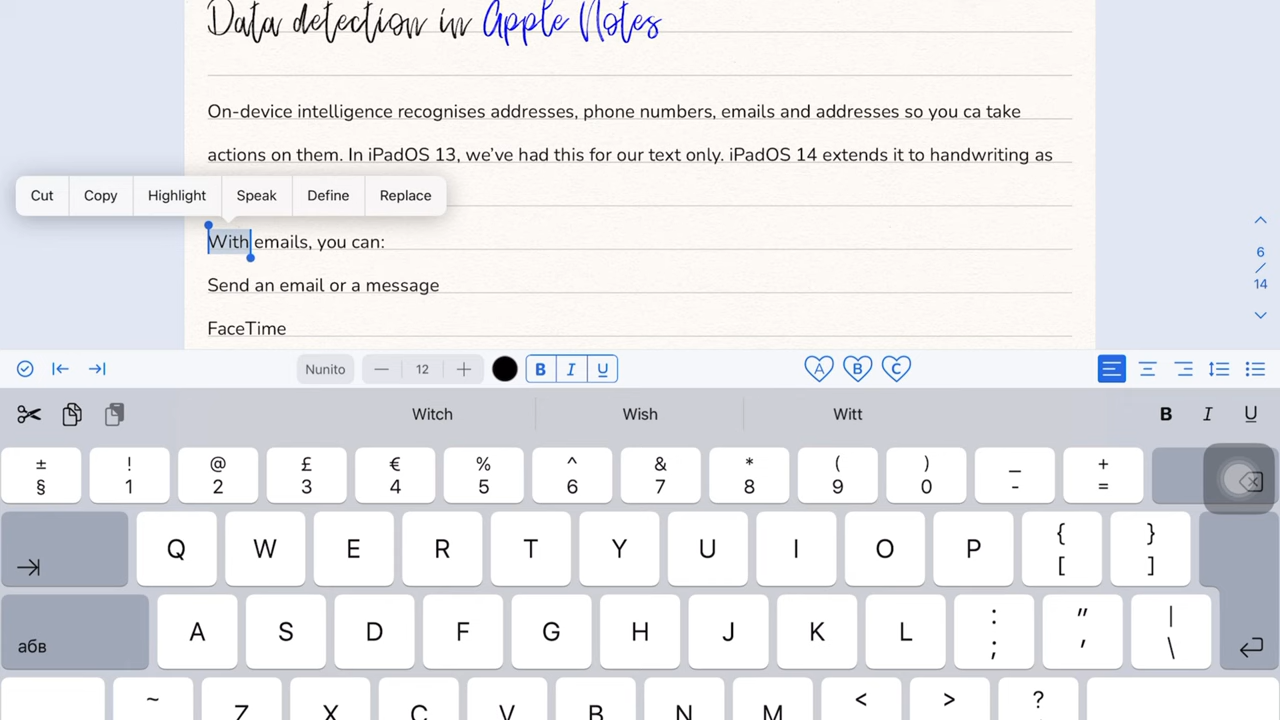 Data detection in Apple Notes
On-device intelligence recognises addresses, phone numbers, emails and addresses so you ca take
actions on them. In iPadOS 13, we've had this for our text only. iPadOS 14 extends it to handwriting as
Cut Copy Highlight Speak Define Replace
With emails, you can:
Send an email or a message
FaceTime
6
/
14
Nunito — 12 + B I U A B C
Witch Wish Witt B I U
± ! @ £ € % ^ & * ( ) _ +
§ 1 2 3 4 5 6 7 8 9 0 - =
Q W E R T Y U I O P { }
[ ]
абв A S D F G H J K L : " |
; ' \
~ Z X C V B N M < > ?